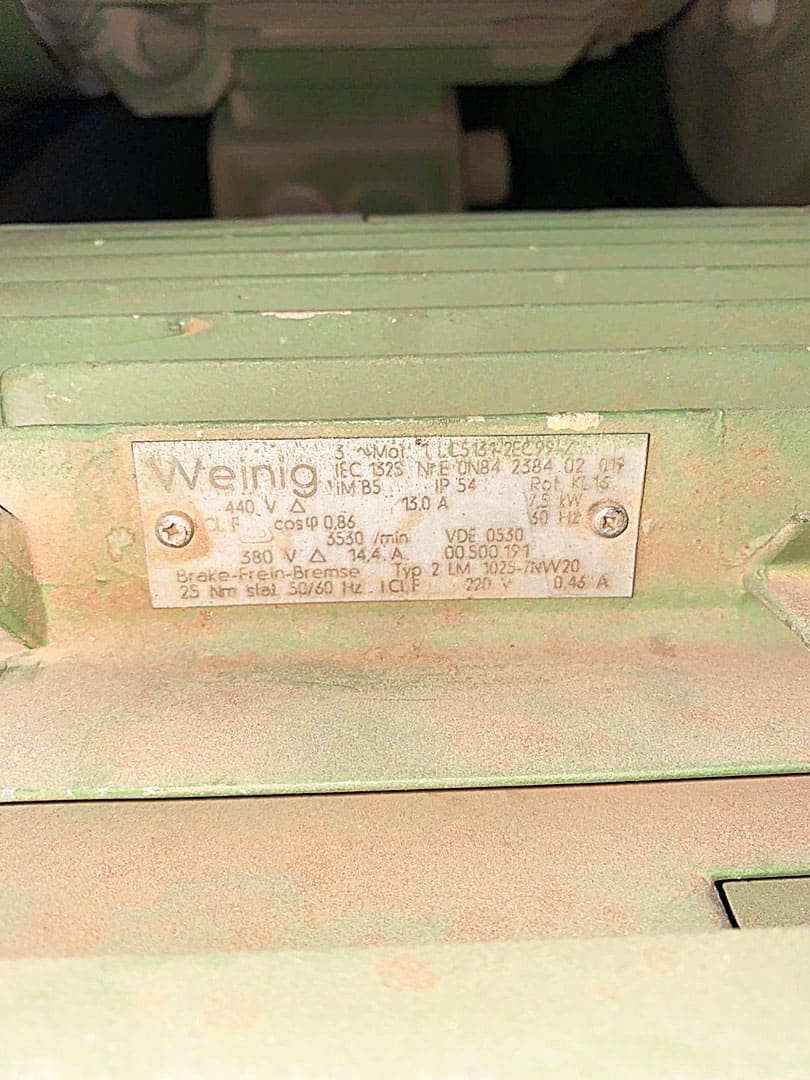 Weinig
3 ~ Mot.
IEC 132S Nr.E 0N84 2384 02 019
IM B5 IP 54 Rot. KL 16
440 V Δ 13,0 A 7,5 kW
CL F cosφ 0,86 60 Hz
3530 /min VDE 0530
380 V Δ 14,4 A 00 500 191
Brake-Frein-Bremse Typ 2 LM 1025-7NW20
25 Nm stat. 50/60 Hz I.Cl.F 220 V 0,46 A